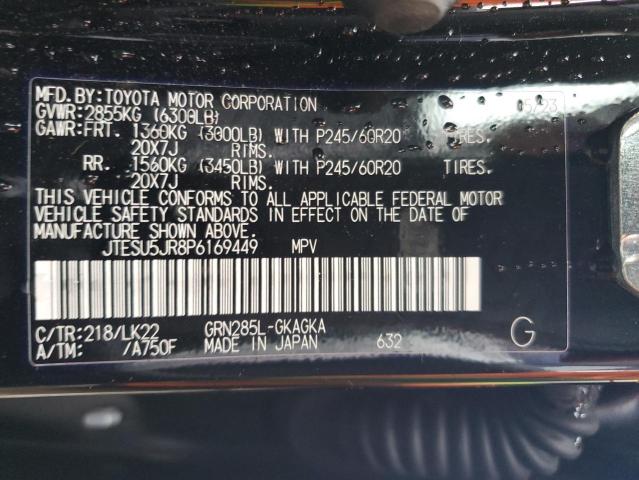 MFD.BY:TOYOTA MOTOR CORPORATION 05/23
GVWR:2855KG (6300LB)
GAWR:FRT. 1360KG (3000LB) WITH P245/60R20 TIRES.
20X7J RIMS.
RR. 1560KG (3450LB) WITH P245/60R20 TIRES.
20X7J RIMS.
THIS VEHICLE CONFORMS TO ALL APPLICABLE FEDERAL MOTOR
VEHICLE SAFETY STANDARDS IN EFFECT ON THE DATE OF
MANUFACTURE SHOWN ABOVE.
JTESU5JR8P6169449 MPV
C/TR:218/LK22 GRN285L-GKAGKA
A/TM: /A750F MADE IN JAPAN 632 G